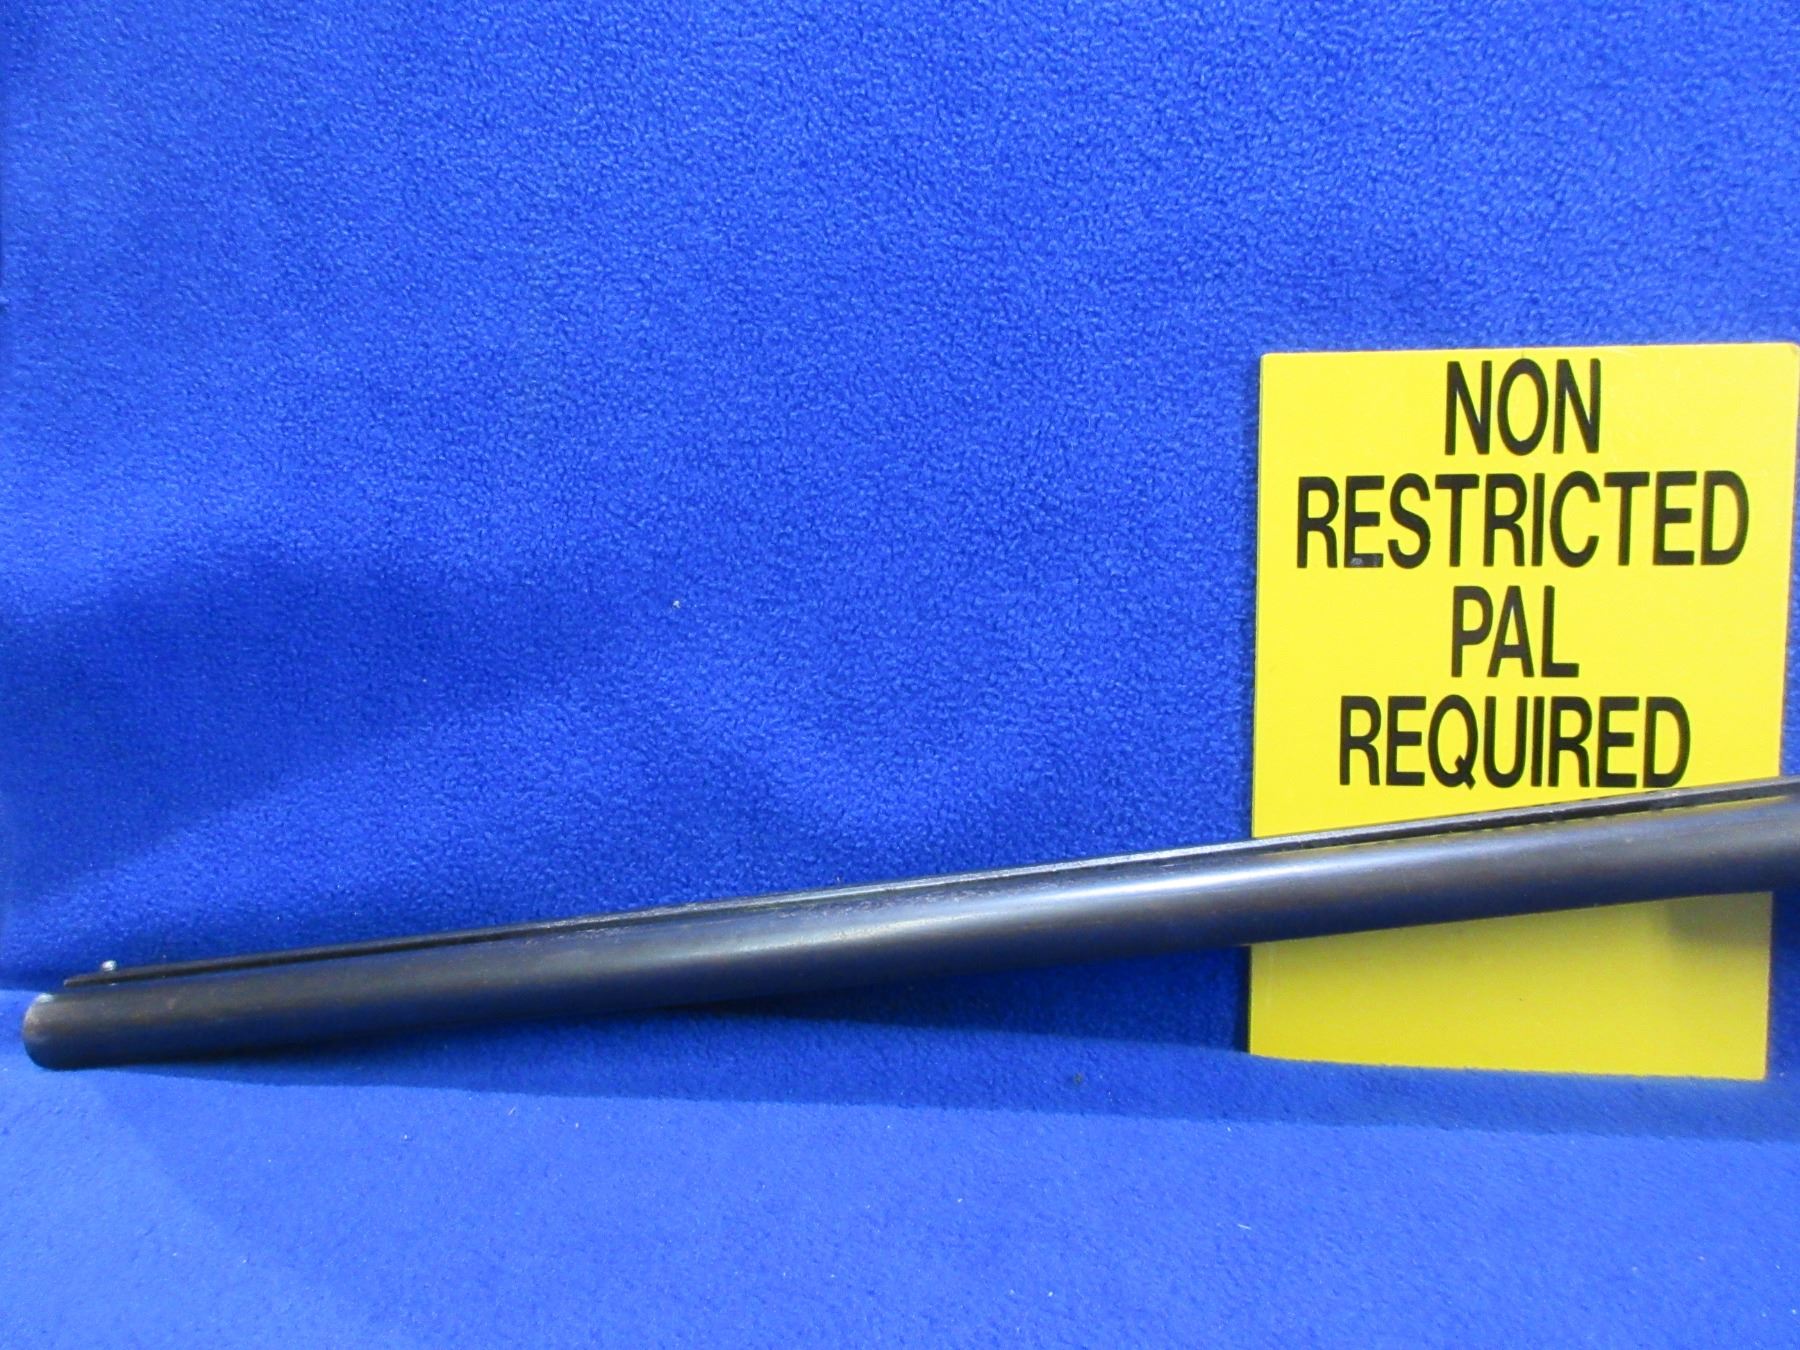 NON
RESTRICTED
PAL
REQUIRED